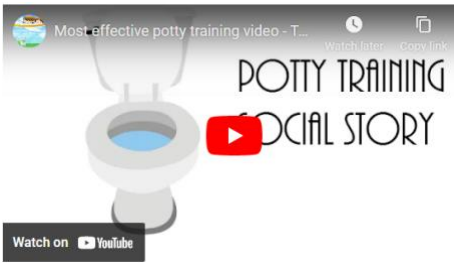 Most effective potty training video - T...
Watch later
Copy link
POTTY TRAINING
SOCIAL STORY
Watch on YouTube